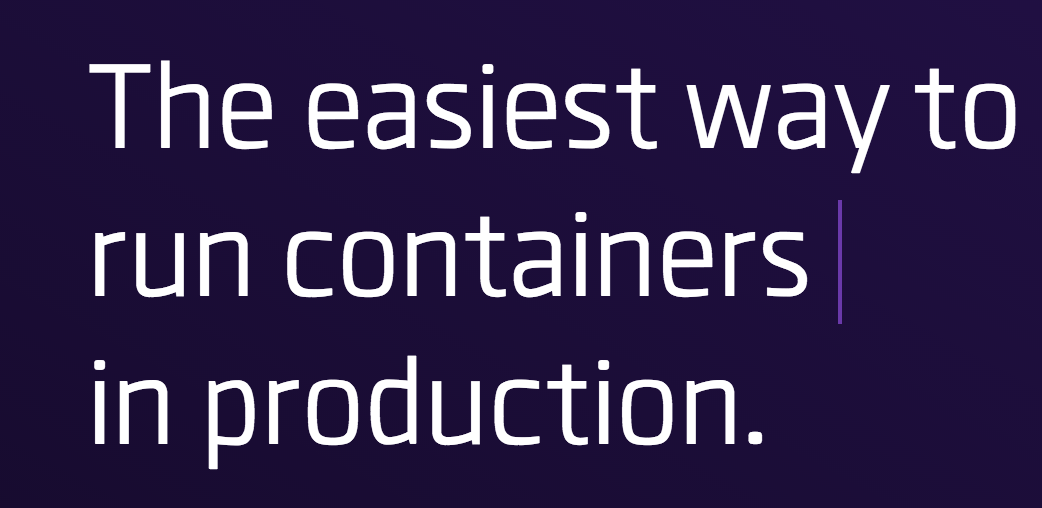 The easiest way to
run containers
in production.